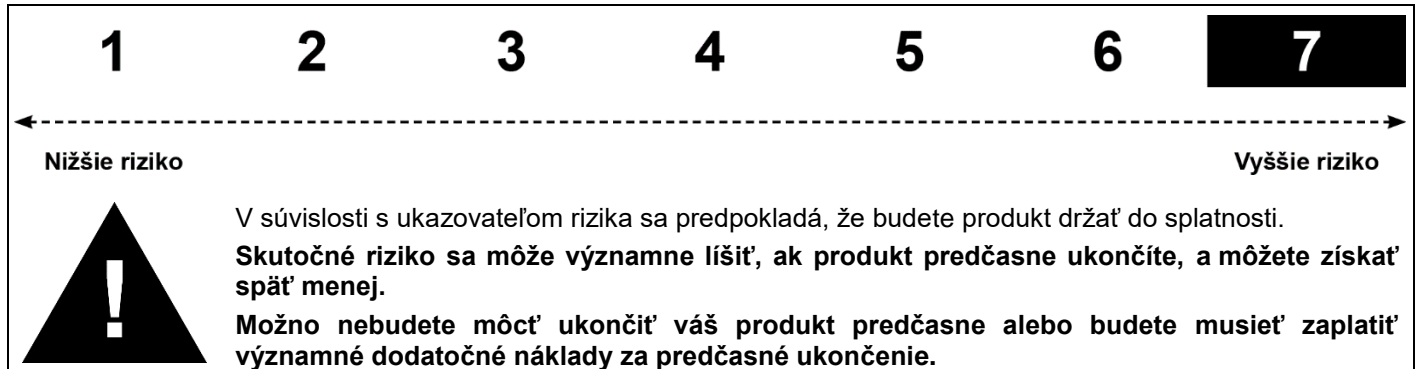 1 2 3 4 5 6 7
Nižšie riziko Vyššie riziko
!
V súvislosti s ukazovateľom rizika sa predpokladá, že budete produkt držať do splatnosti.
Skutočné riziko sa môže významne líšiť, ak produkt predčasne ukončíte, a môžete získať
späť menej.
Možno nebudete môcť ukončiť váš produkt predčasne alebo budete musieť zaplatiť
významné dodatočné náklady za predčasné ukončenie.